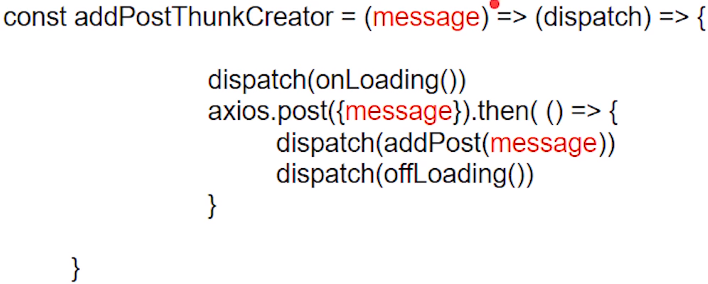 const addPostThunkCreator = (message) => (dispatch) => {
dispatch(onLoading())
axios.post({message}).then( () => {
dispatch(addPost(message))
dispatch(offLoading())
}
}